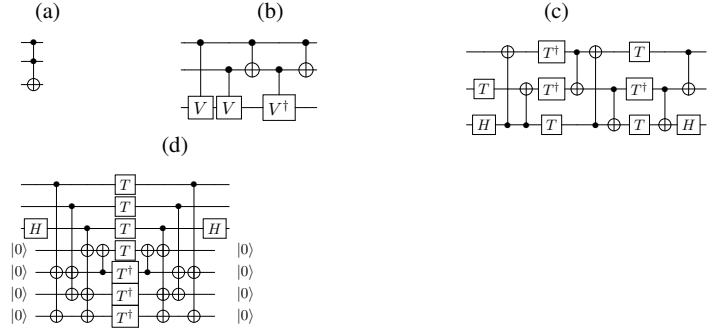 (a) (b) (c)
T† T
T T† T†
V V V† H T T H
(d)
T
T
H T H
|0⟩ T |0⟩
|0⟩ T† |0⟩
|0⟩ T† |0⟩
|0⟩ T† |0⟩